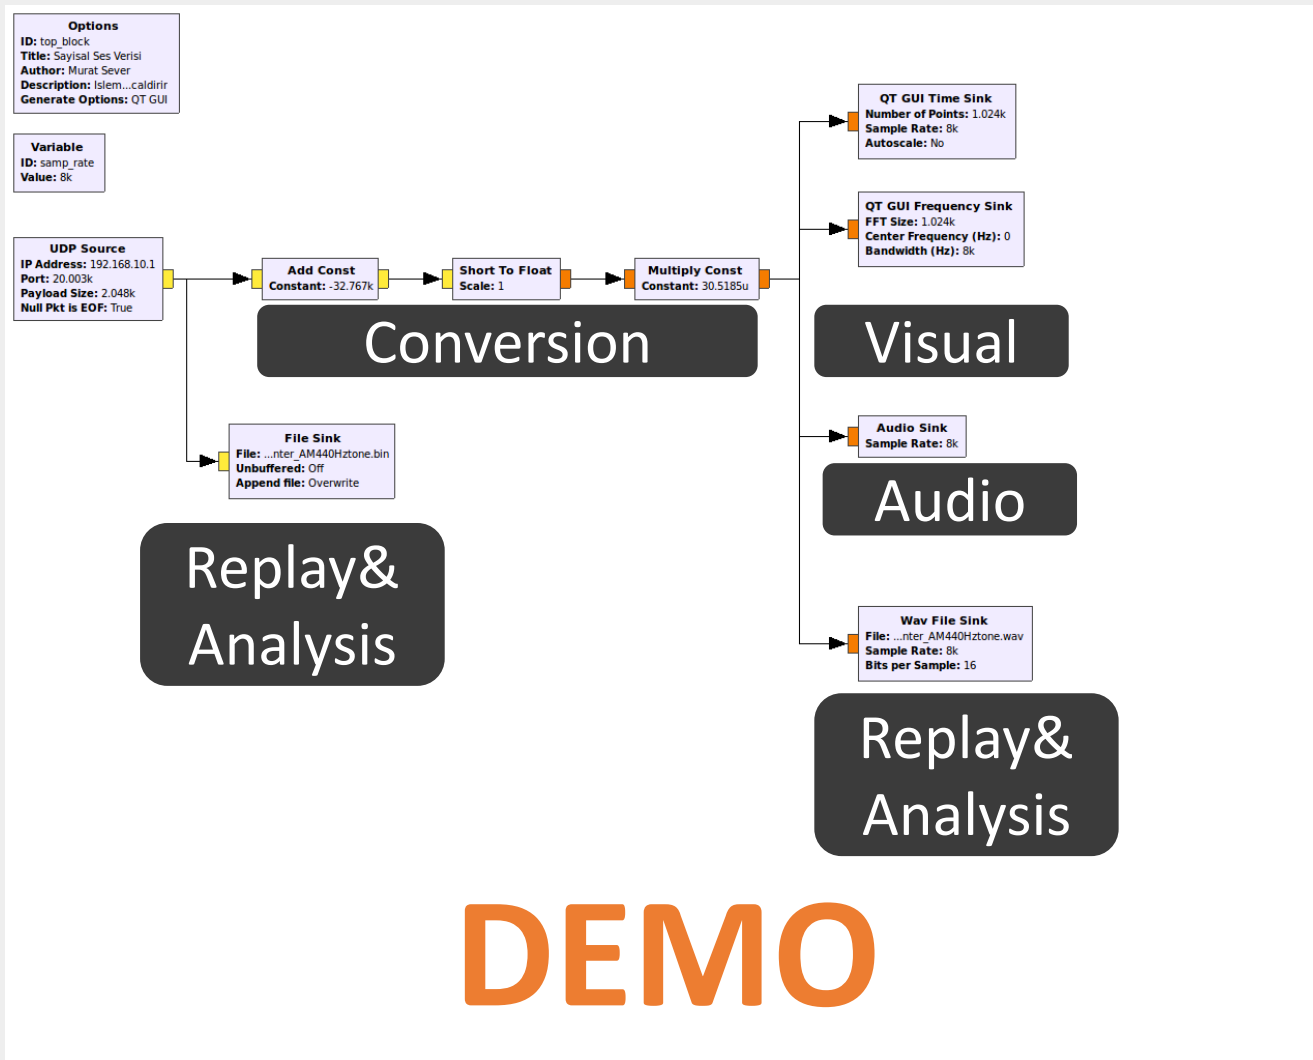 Options
ID: top_block
Title: Sayisal Ses Verisi
Author: Murat Sever
Description: Islem...caldirir
Generate Options: QT GUI
Variable
ID: samp_rate
Value: 8k
UDP Source
IP Address: 192.168.10.1
Port: 20.003k
Payload Size: 2.048k
Null Pkt is EOF: True
Add Const
Constant: -32.767k
Short To Float
Scale: 1
Multiply Const
Constant: 30.5185u
Conversion
QT GUI Time Sink
Number of Points: 1.024k
Sample Rate: 8k
Autoscale: No
QT GUI Frequency Sink
FFT Size: 1.024k
Center Frequency (Hz): 0
Bandwidth (Hz): 8k
Visual
File Sink
File: ...nter_AM440Hztone.bin
Unbuffered: Off
Append file: Overwrite
Replay&
Analysis
Audio Sink
Sample Rate: 8k
Audio
Wav File Sink
File: ...nter_AM440Hztone.wav
Sample Rate: 8k
Bits per Sample: 16
Replay&
Analysis
DEMO